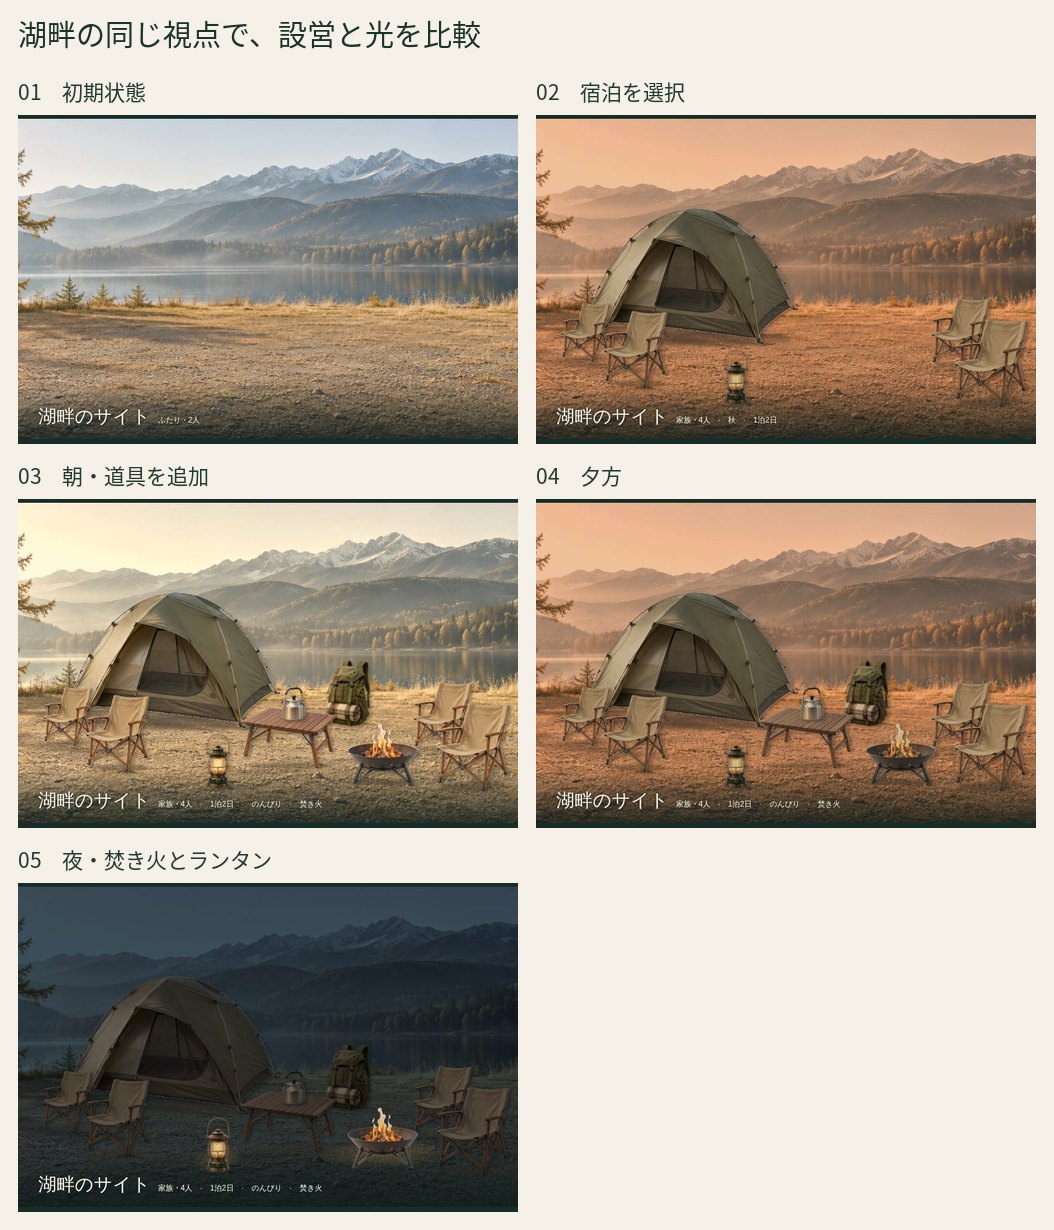 湖畔の同じ視点で、設営と光を比較
01 初期状態
02 宿泊を選択
湖畔のサイト ふたり・2人
湖畔のサイト 家族・4人 · 秋 · 1泊2日
03 朝・道具を追加
04 夕方
湖畔のサイト 家族・4人 · 1泊2日 · のんびり · 焚き火
湖畔のサイト 家族・4人 · 1泊2日 · のんびり · 焚き火
05 夜・焚き火とランタン
湖畔のサイト 家族・4人 · 1泊2日 · のんびり · 焚き火